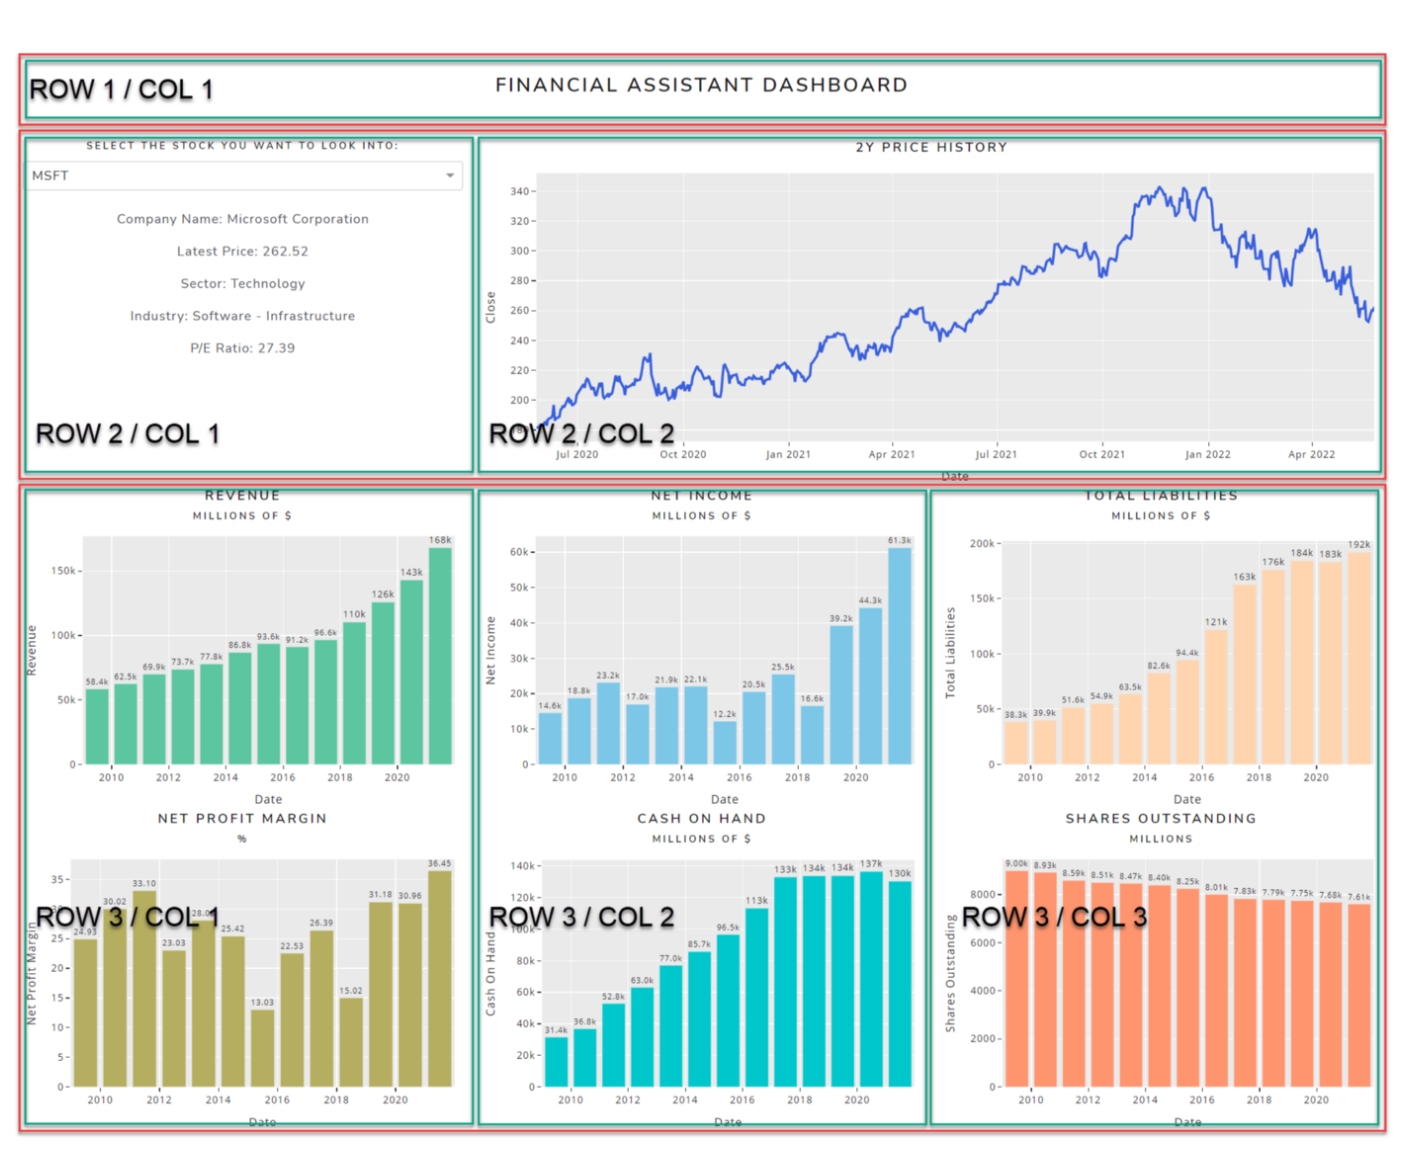 ROW 1 / COL 1
FINANCIAL ASSISTANT DASHBOARD
SELECT THE STOCK YOU WANT TO LOOK INTO:
MSFT
Company Name: Microsoft Corporation
Latest Price: 262.52
Sector: Technology
Industry: Software - Infrastructure
P/E Ratio: 27.39
ROW 2 / COL 1
2Y PRICE HISTORY
340
320
300
280
260
240
220
200
Close
ROW 2 / COL 2
Jul 2020 Oct 2020 Jan 2021 Apr 2021 Jul 2021 Oct 2021 Jan 2022 Apr 2022
Date
REVENUE
MILLIONS OF $
150k
100k
50k
0
Revenue
58.4k 62.5k 69.9k 73.7k 77.8k 86.8k 93.6k 91.2k 96.6k 110k 126k 143k 168k
2010 2012 2014 2016 2018 2020
Date
NET INCOME
MILLIONS OF $
60k
50k
40k
30k
20k
10k
0
Net Income
14.6k 18.8k 23.2k 17.0k 21.9k 22.1k 12.2k 20.5k 25.5k 16.6k 39.2k 44.3k 61.3k
2010 2012 2014 2016 2018 2020
Date
TOTAL LIABILITIES
MILLIONS OF $
200k
150k
100k
50k
0
Total Liabilities
38.3k 39.9k 51.6k 54.9k 63.5k 82.6k 94.4k 121k 163k 176k 184k 183k 192k
2010 2012 2014 2016 2018 2020
Date
NET PROFIT MARGIN
%
35
25
20
15
10
5
0
Net Profit Margin
24.93 30.02 33.10 23.03 25.42 13.03 22.53 26.39 15.02 31.18 30.96 36.45
ROW 3 / COL 1
2010 2012 2014 2016 2018 2020
Date
CASH ON HAND
MILLIONS OF $
140k
120k
80k
60k
40k
20k
0
Cash On Hand
31.4k 36.8k 52.8k 63.0k 77.0k 85.7k 96.5k 113k 133k 134k 134k 137k 130k
ROW 3 / COL 2
2010 2012 2014 2016 2018 2020
Date
SHARES OUTSTANDING
MILLIONS
8000
6000
4000
2000
0
Shares Outstanding
9.00k 8.93k 8.59k 8.51k 8.47k 8.40k 8.25k 8.01k 7.83k 7.79k 7.75k 7.68k 7.61k
ROW 3 / COL 3
2010 2012 2014 2016 2018 2020
Date